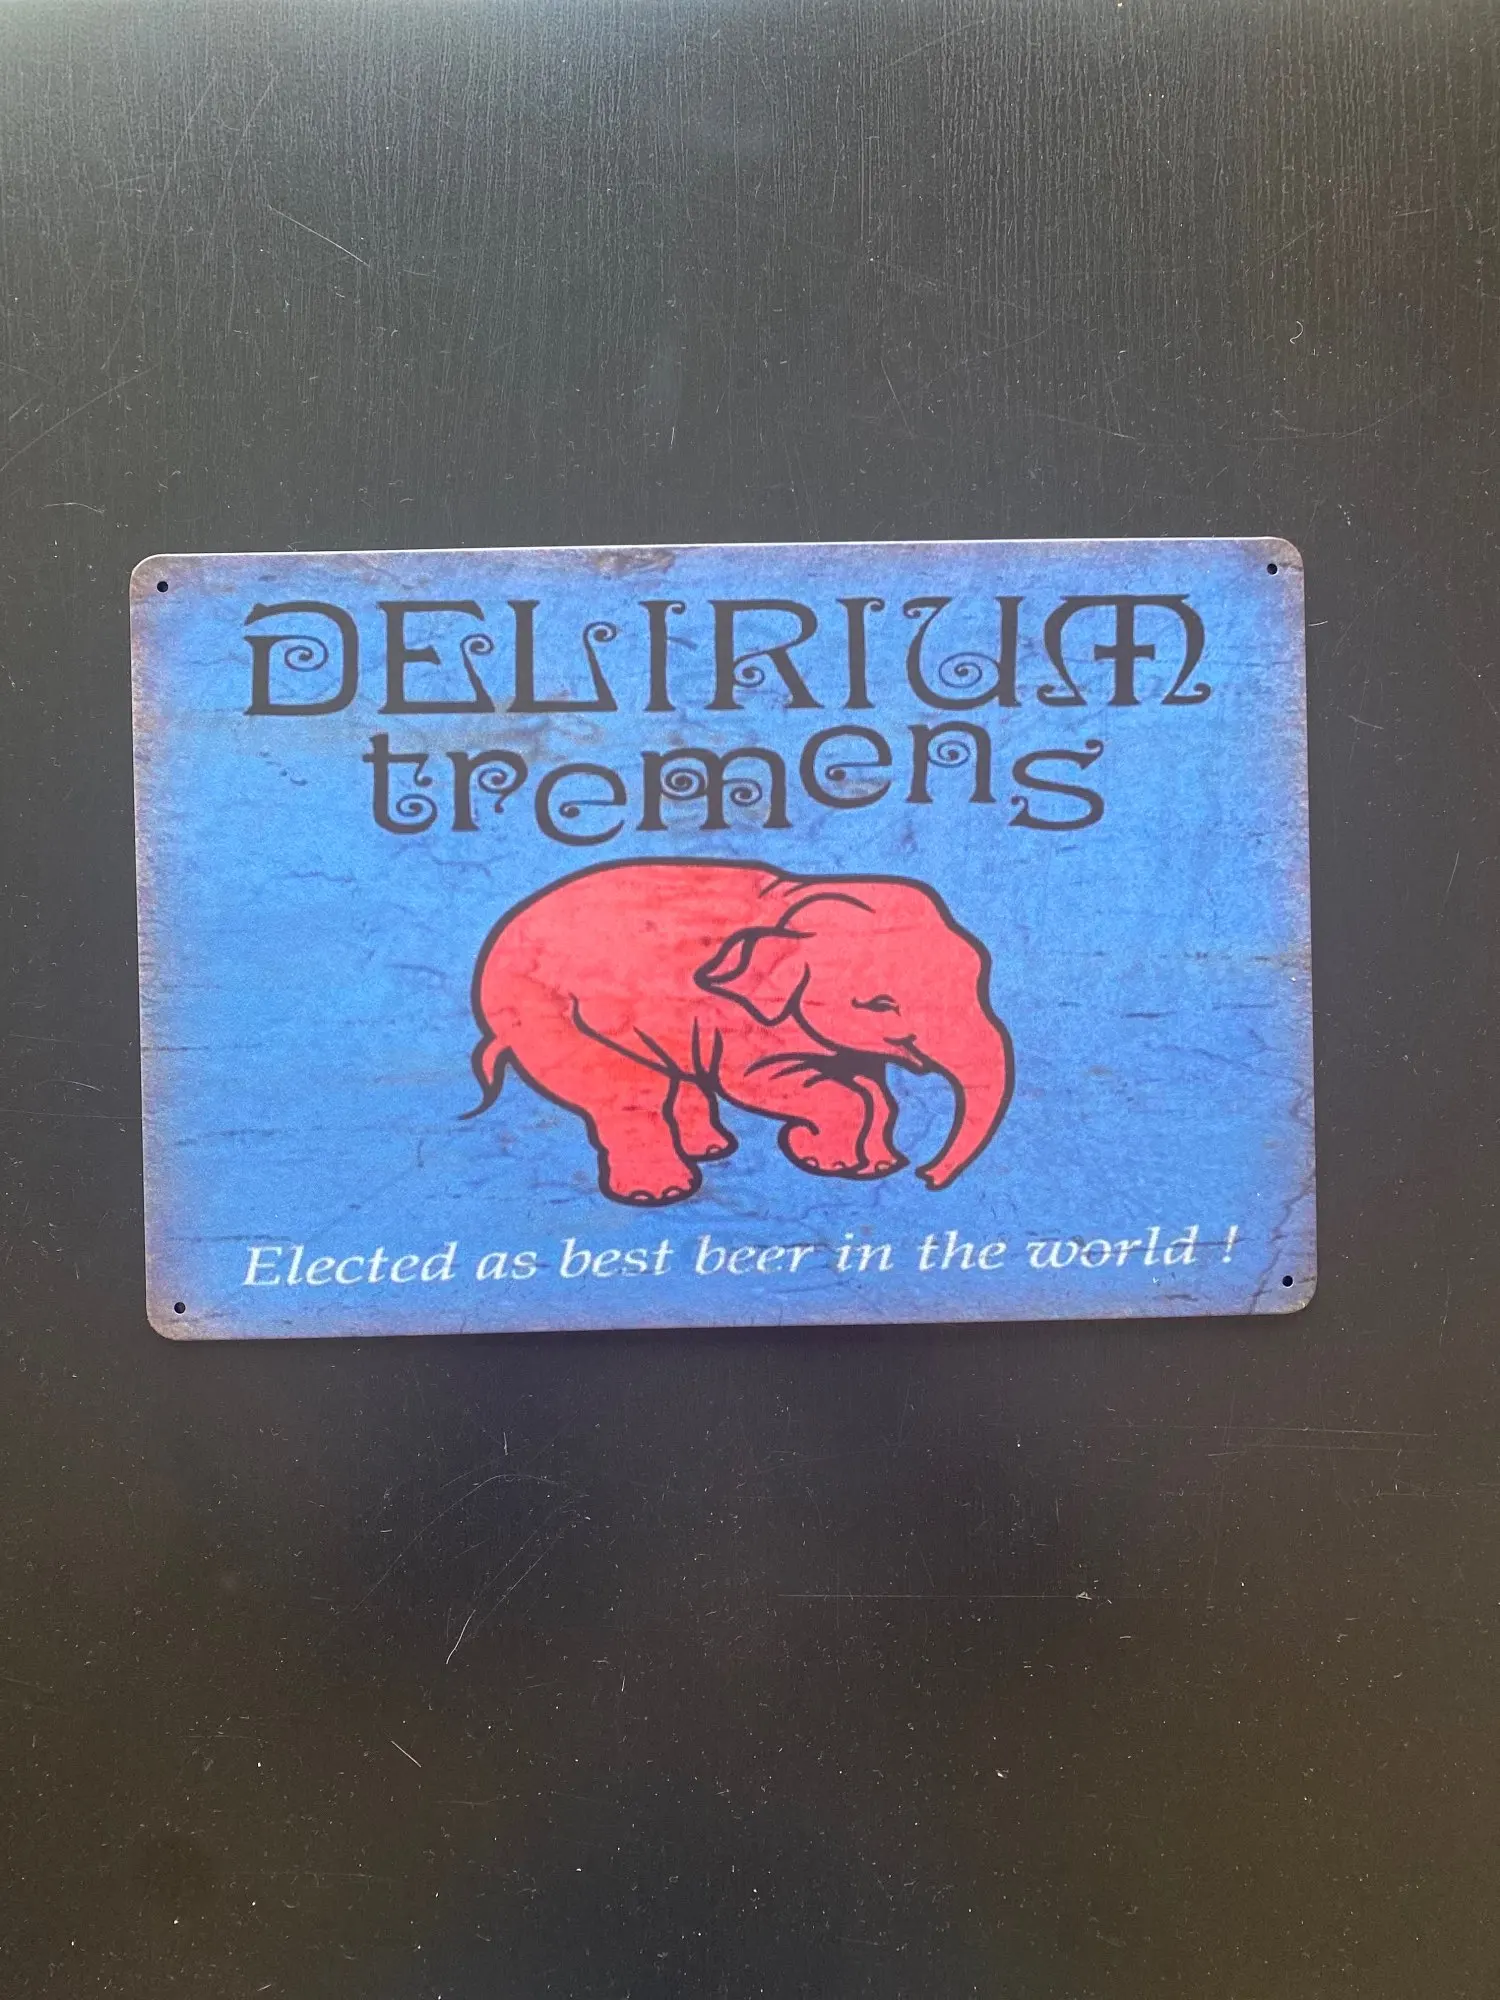 DELIRIUM
tremens
Elected as best beer in the world !